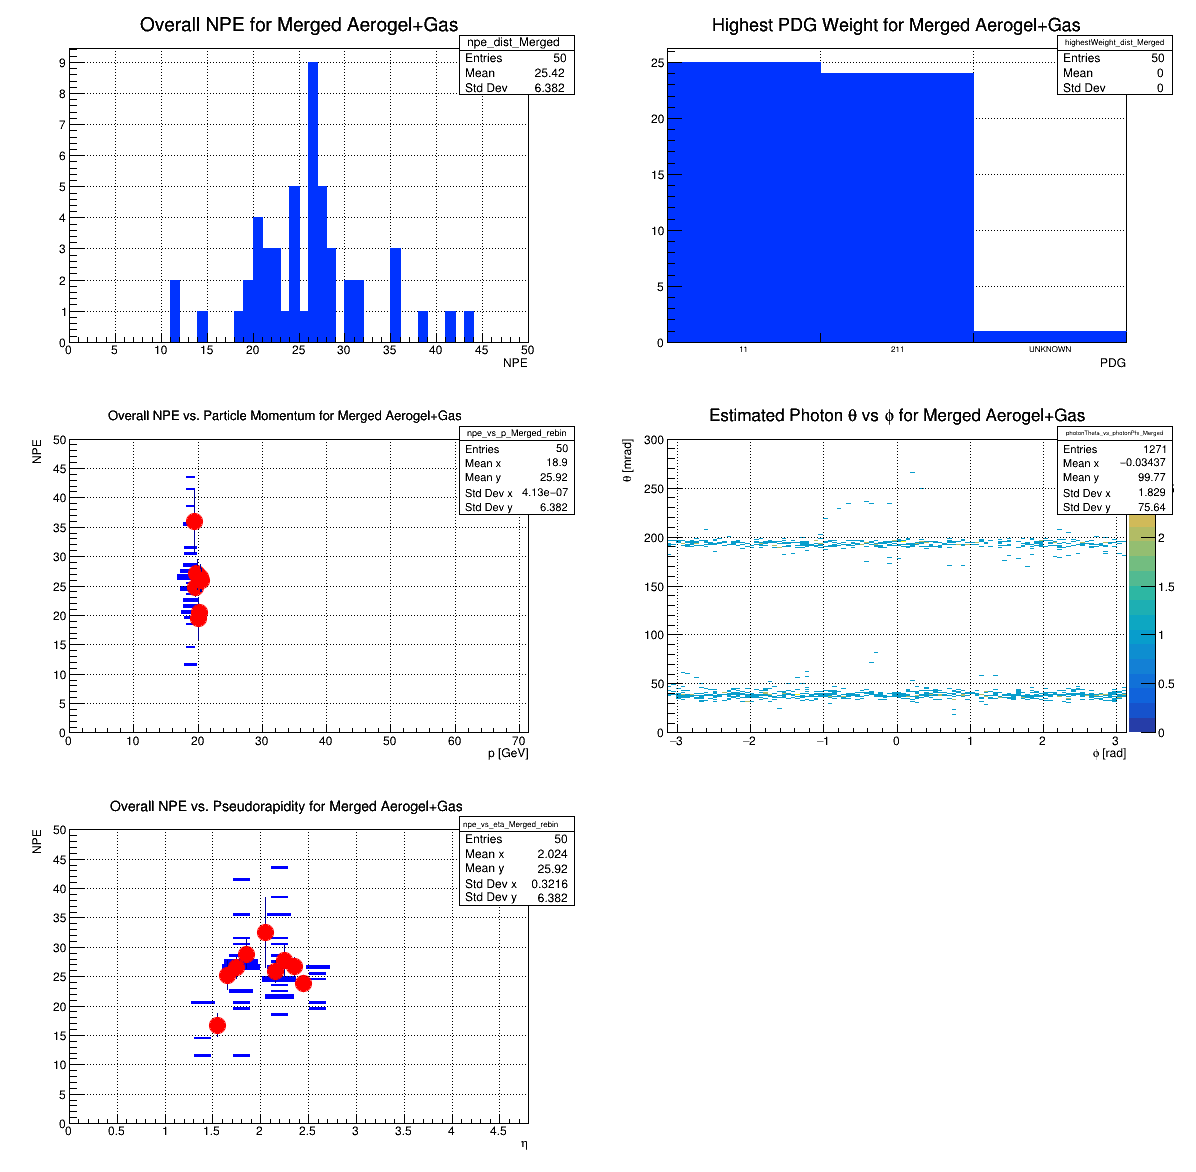 Overall NPE for Merged Aerogel+Gas
npe_dist_Merged
Entries 50
Mean 25.42
Std Dev 6.382
9
8
7
6
5
4
3
2
1
0
0 5 10 15 20 25 30 35 40 45 50
NPE
Highest PDG Weight for Merged Aerogel+Gas
highestWeight_dist_Merged
Entries 50
Mean 0
Std Dev 0
25
20
15
10
5
0
11 211 UNKNOWN
PDG
Overall NPE vs. Particle Momentum for Merged Aerogel+Gas
NPE
npe_vs_p_Merged_rebin
Entries 50
Mean x 18.9
Mean y 25.92
Std Dev x 4.13e−07
Std Dev y 6.382
50
45
40
35
30
25
20
15
10
5
0
0 10 20 30 40 50 60 70
p [GeV]
Estimated Photon θ vs ϕ for Merged Aerogel+Gas
θ [mrad]
photonTheta_vs_photonPhi_Merged
Entries 1271
Mean x −0.03437
Mean y 99.77
Std Dev x 1.829
Std Dev y 75.64
300
250
200
150
100
50
0
−3 −2 −1 0 1 2 3
ϕ [rad]
2
1.5
1
0.5
0
Overall NPE vs. Pseudorapidity for Merged Aerogel+Gas
NPE
npe_vs_eta_Merged_rebin
Entries 50
Mean x 2.024
Mean y 25.92
Std Dev x 0.3216
Std Dev y 6.382
50
45
40
35
30
25
20
15
10
5
0
0 0.5 1 1.5 2 2.5 3 3.5 4 4.5
η